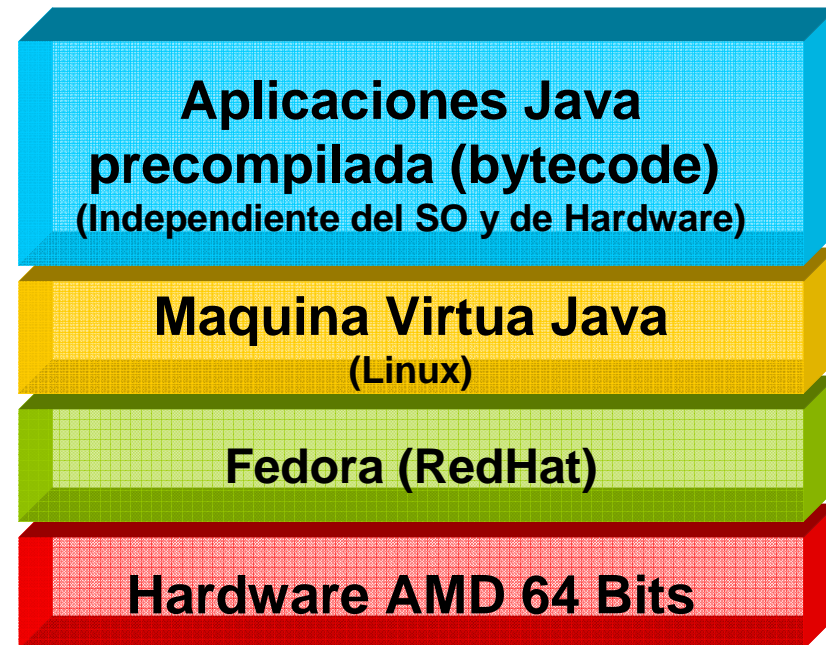 Aplicaciones Java
precompilada (bytecode)
(Independiente del SO y de Hardware)
Maquina Virtua Java
(Linux)
Fedora (RedHat)
Hardware AMD 64 Bits